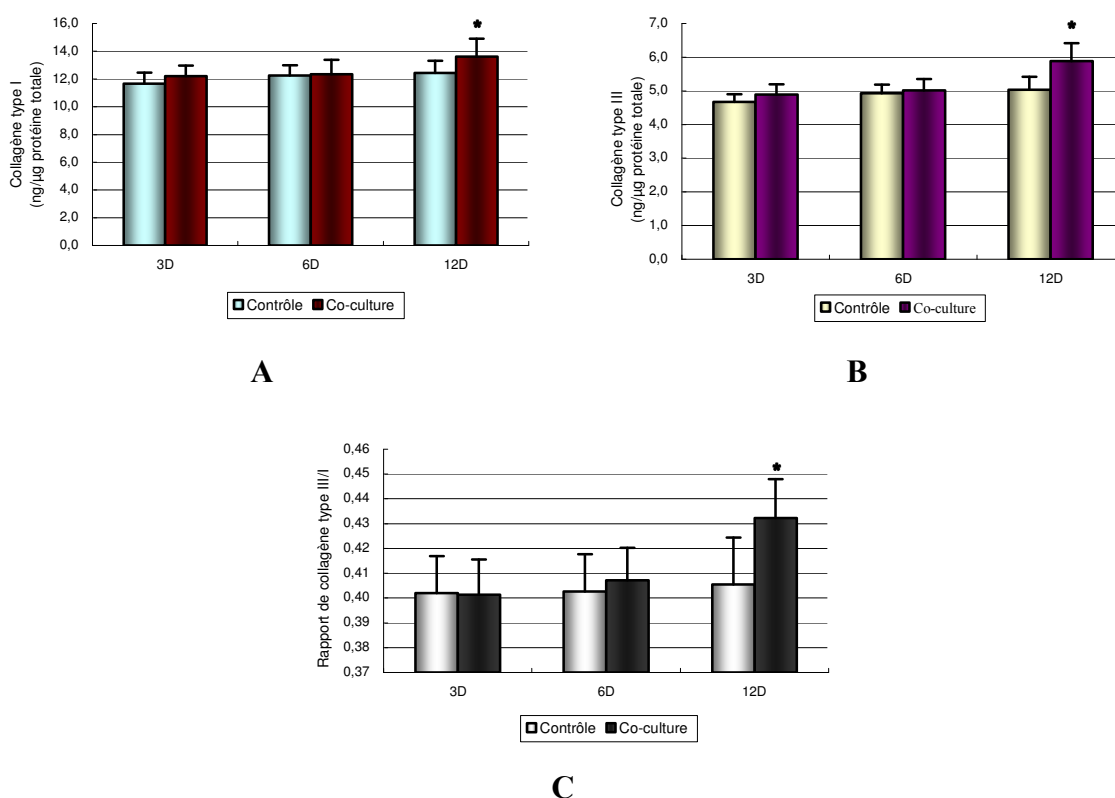 16,0
14,0
12,0
10,0
8,0
6,0
4,0
2,0
0,0
Collagène type I
(ng/µg protéine totale)
*
3D 6D 12D
Contrôle Co-culture
A
7,0
6,0
5,0
4,0
3,0
2,0
1,0
0,0
Collagène type III
(ng/µg protéine totale)
*
3D 6D 12D
Contrôle Co-culture
B
0,46
0,45
0,44
0,43
0,42
0,41
0,40
0,39
0,38
0,37
Rapport de collagène type III/I
*
3D 6D 12D
Contrôle Co-culture
C